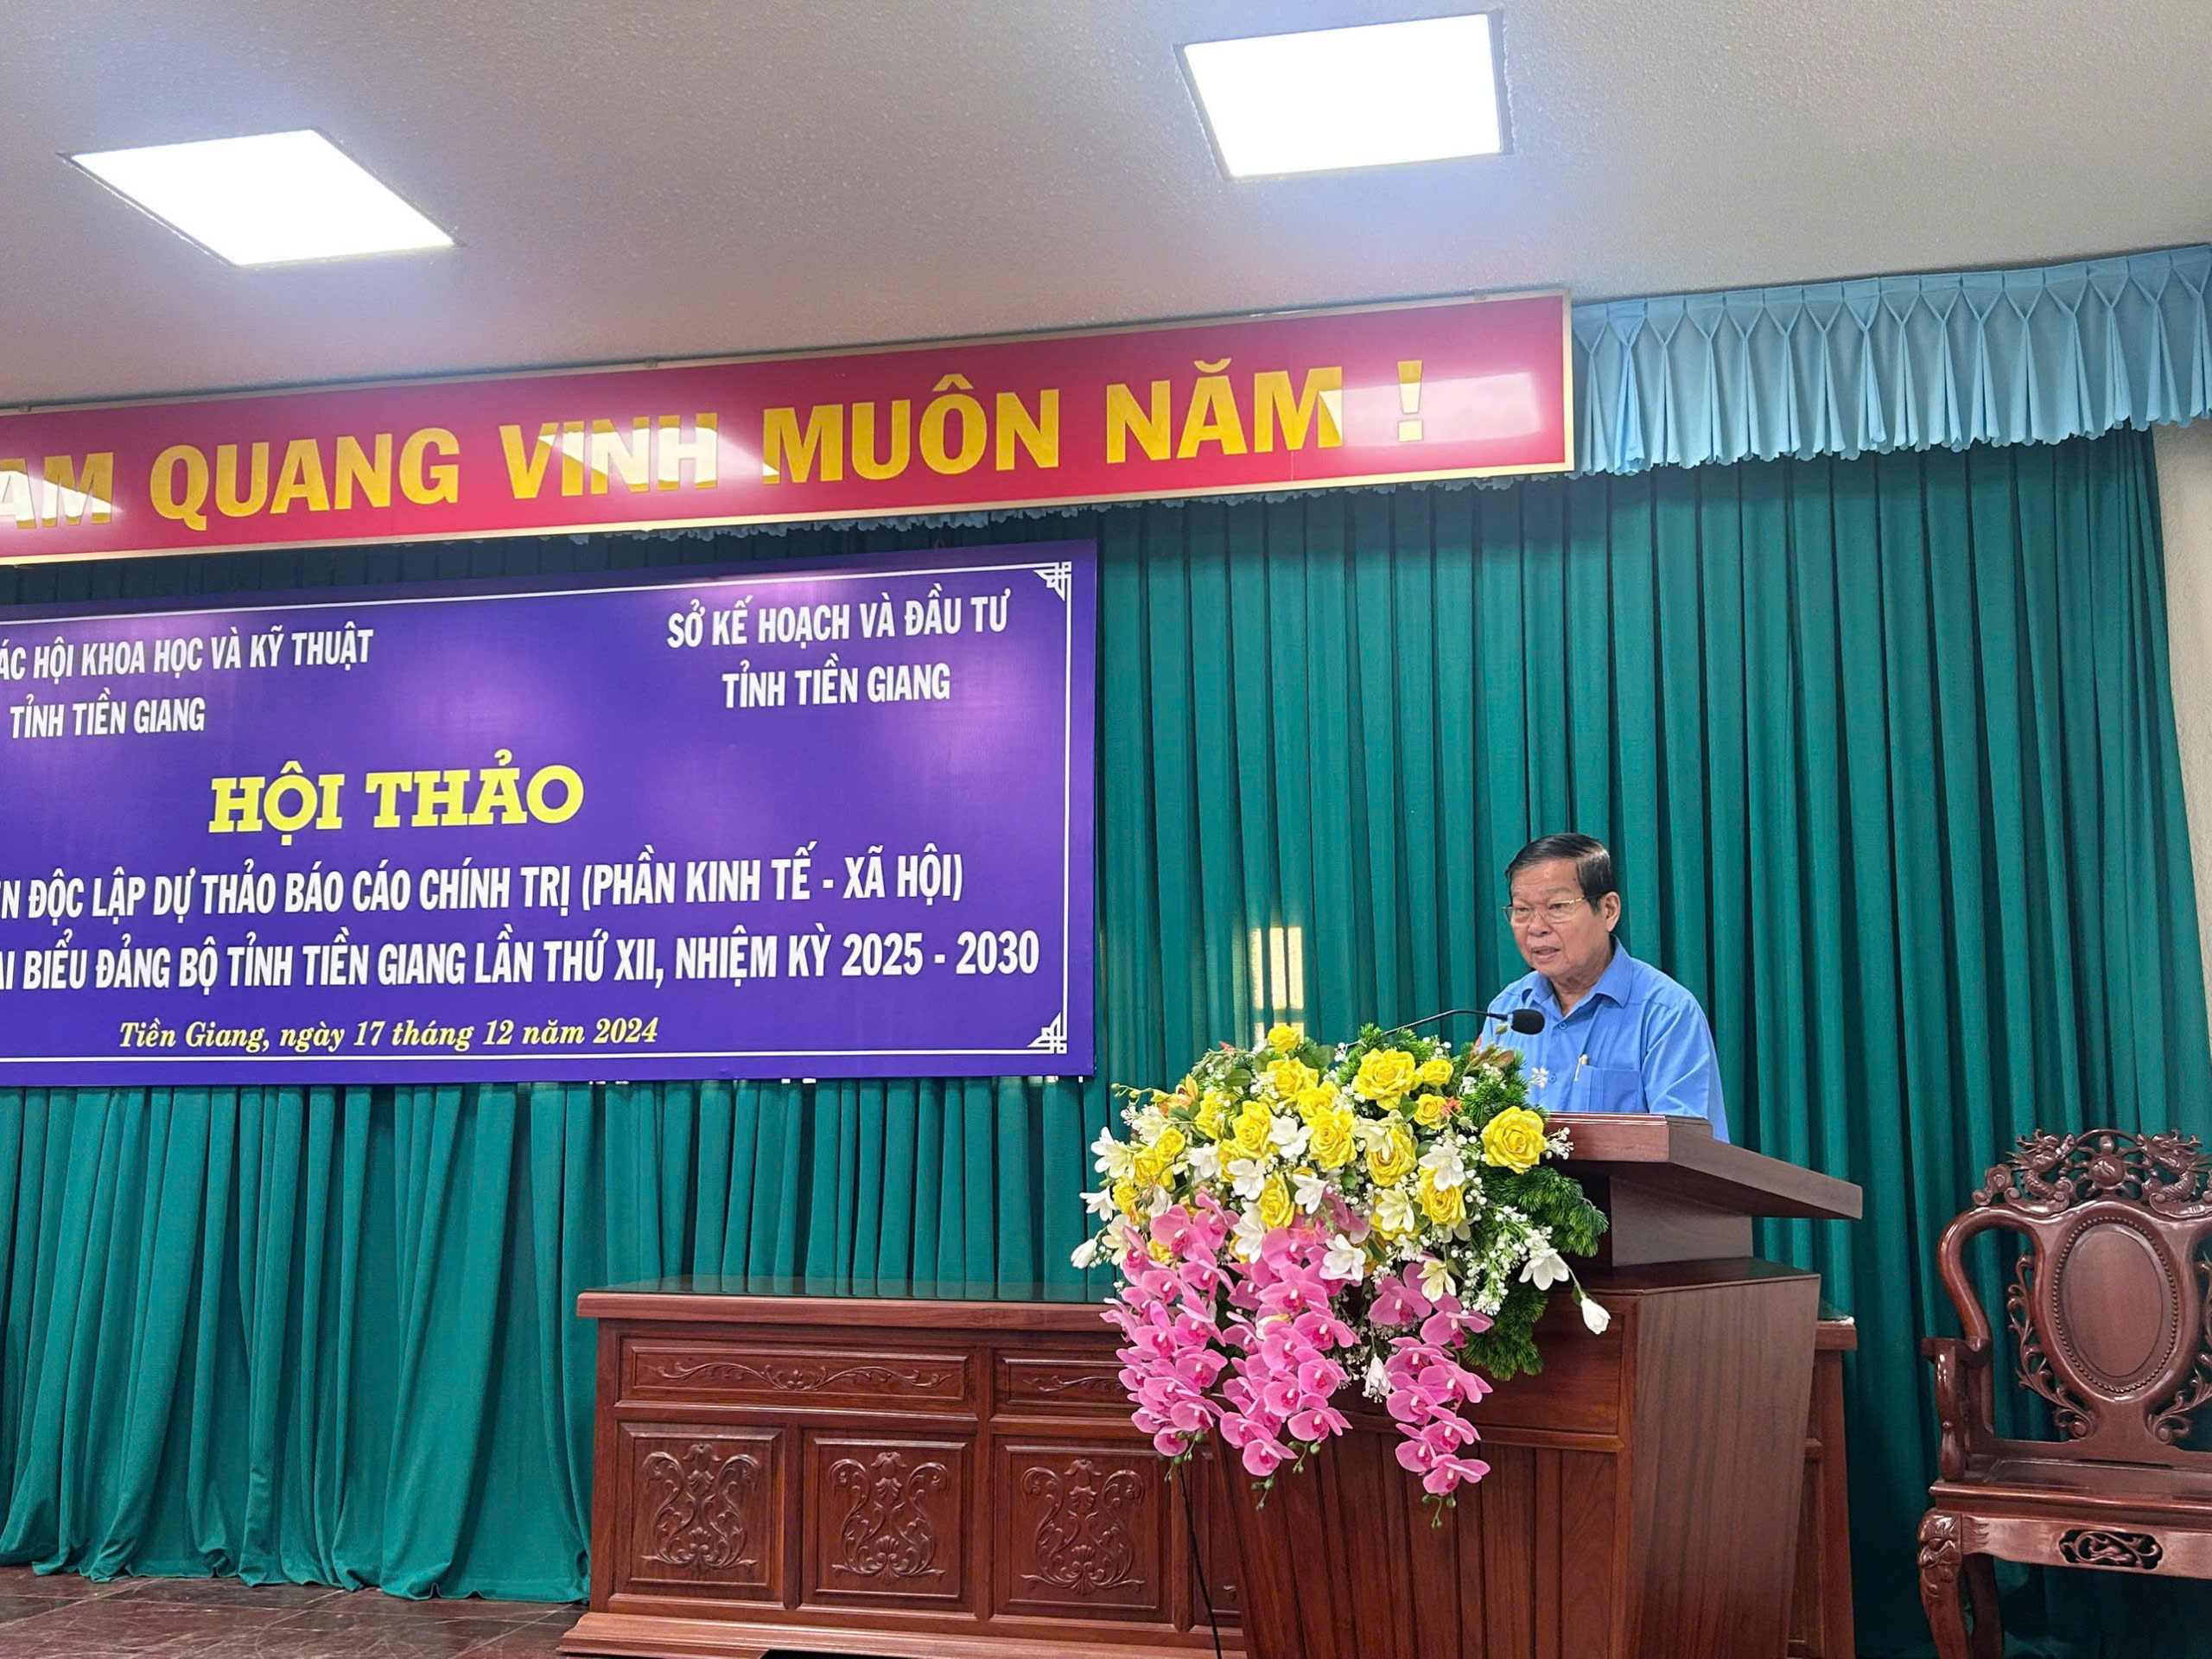 QUANG VINH MUÔN NĂM !
HỘI KHOA HỌC VÀ KỸ THUẬT
TỈNH TIỀN GIANG
SỞ KẾ HOẠCH VÀ ĐẦU TƯ
TỈNH TIỀN GIANG
HỘI THẢO
ĐỘC LẬP DỰ THẢO BÁO CÁO CHÍNH TRỊ (PHẦN KINH TẾ - XÃ HỘI)
BIỂU ĐẢNG BỘ TỈNH TIỀN GIANG LẦN THỨ XII, NHIỆM KỲ 2025 - 2030
Tiền Giang, ngày 17 tháng 12 năm 2024